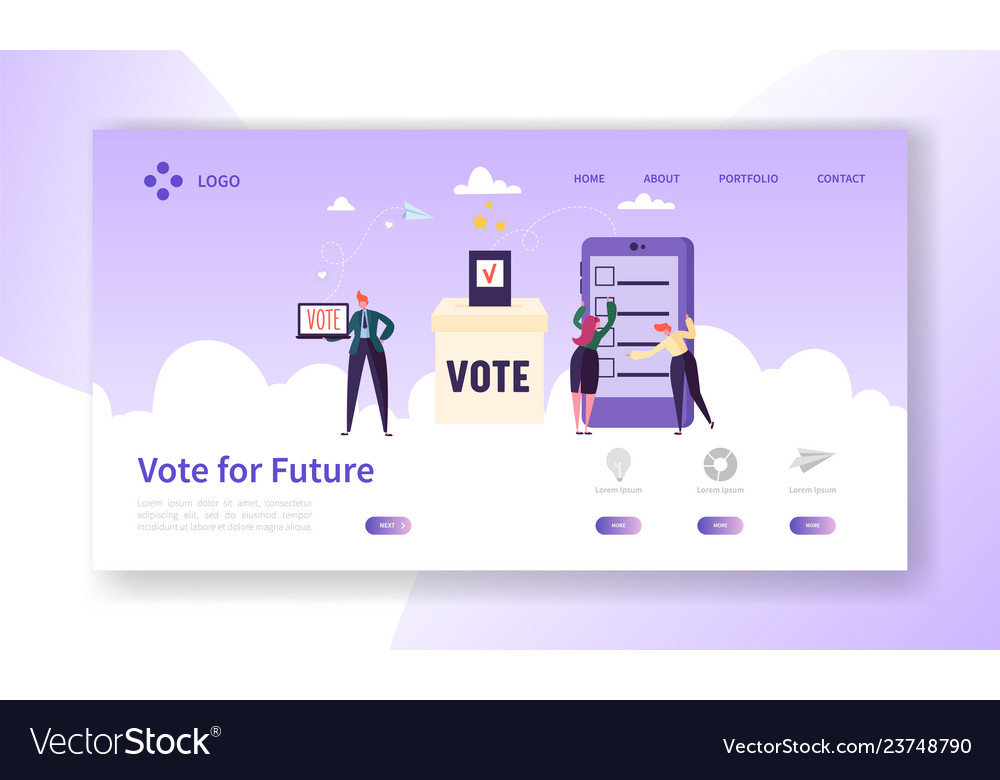 LOGO
HOME ABOUT PORTFOLIO CONTACT
VOTE
VOTE
Vote for Future
Lorem ipsum dolor sit amet, consectetur
adipiscing elit, sed do eiusmod tempor
incididunt ut labore et dolore magna aliqua.
NEXT
Lorem Ipsum Lorem Ipsum Lorem Ipsum
MORE MORE MORE
VectorStock®
VectorStock.com/23748790